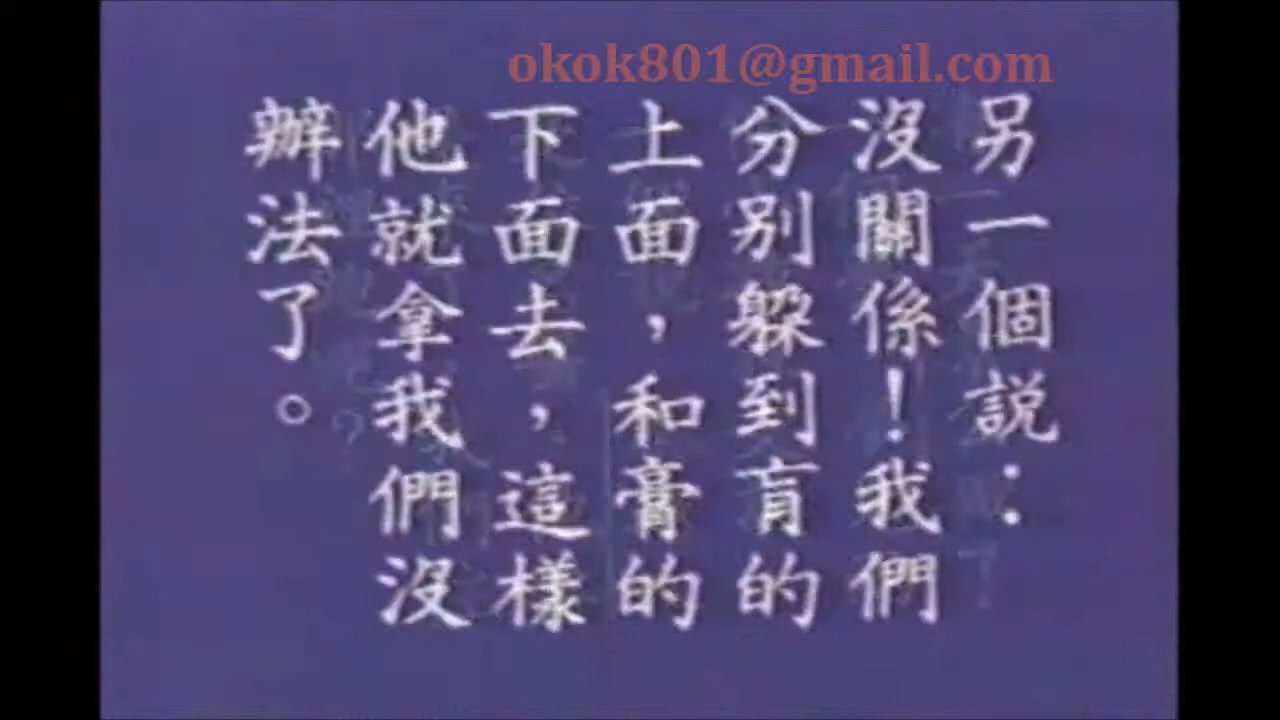 okok801@gmail.com
另一個説：
沒關係！我們
分別躲到肓的
上面，和膏的
下面去，這樣
他就拿我們沒
辦法了。